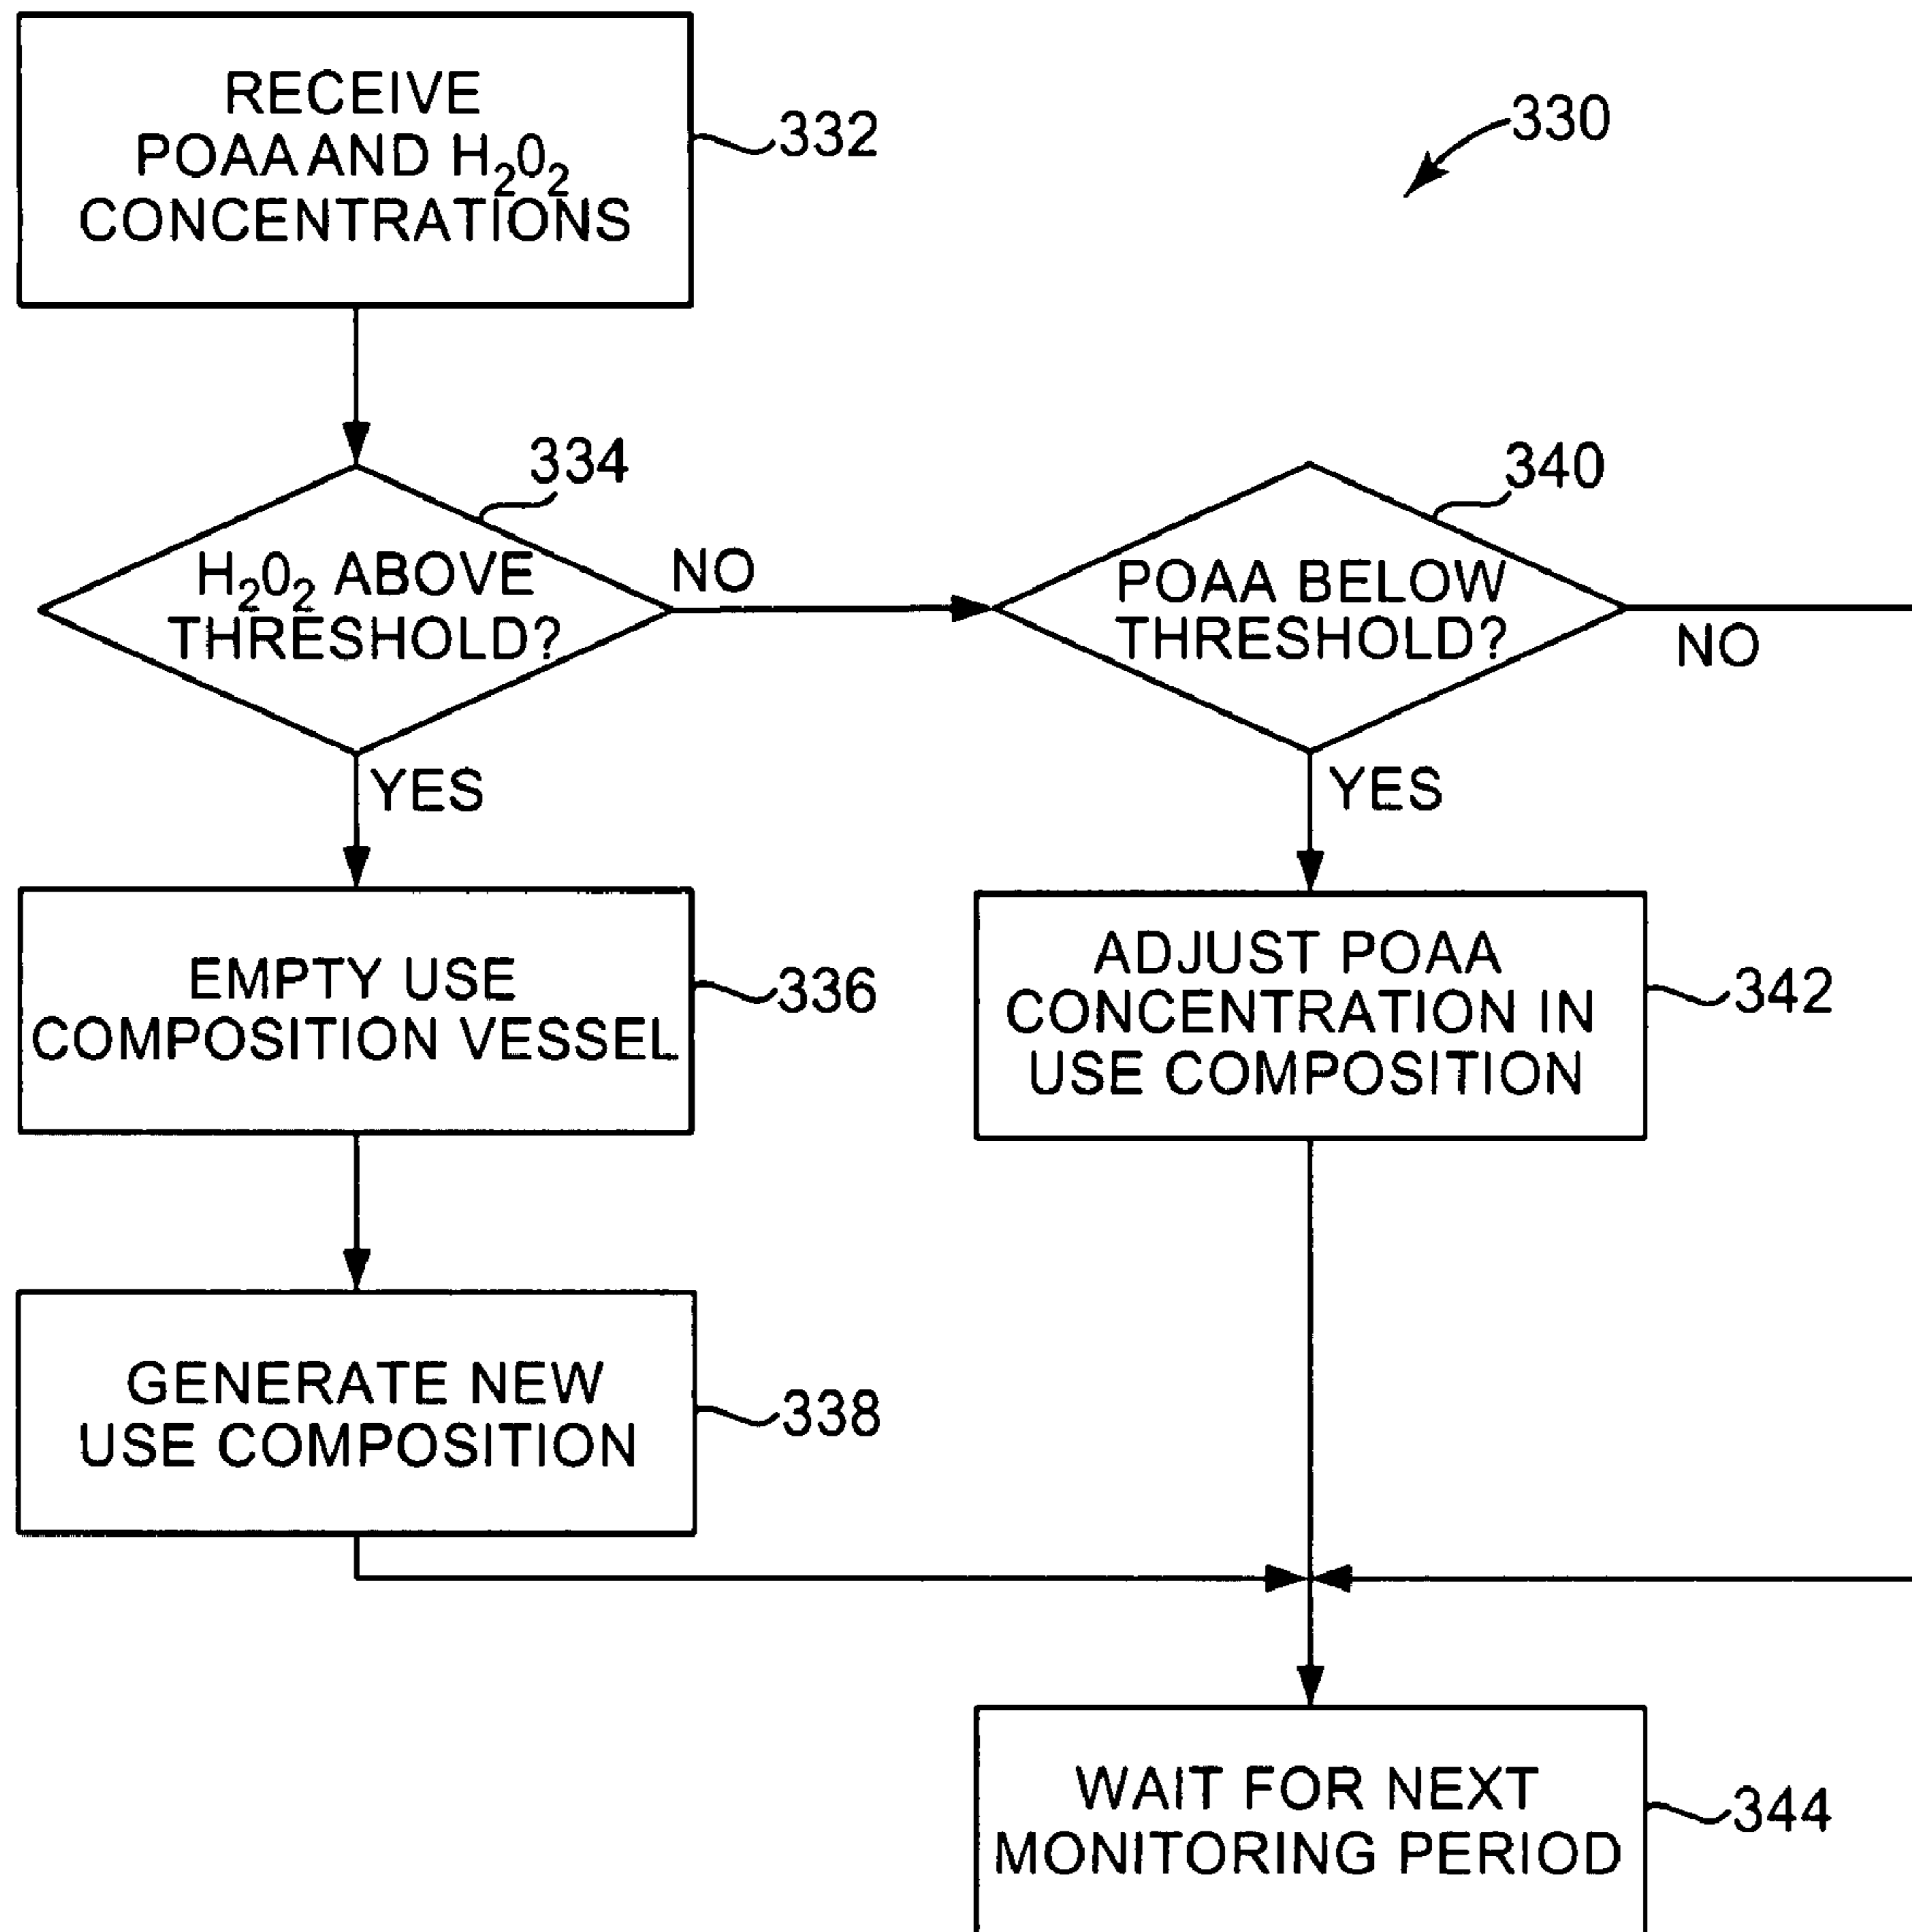 RECEIVE
POAA AND H₂0₂
CONCENTRATIONS
332
330
334
H₂0₂ ABOVE
THRESHOLD?
NO
340
POAA BELOW
THRESHOLD?
NO
YES
YES
EMPTY USE
COMPOSITION VESSEL
336
ADJUST POAA
CONCENTRATION IN
USE COMPOSITION
342
GENERATE NEW
USE COMPOSITION
338
WAIT FOR NEXT
MONITORING PERIOD
344